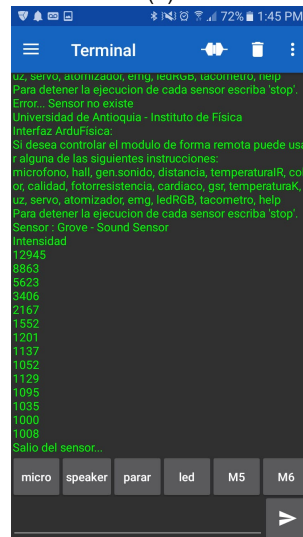 72% 1:45 PM
Terminal
uz, servo, atomizador, emg, ledRGB, tacometro, help
Para detener la ejecucion de cada sensor escriba 'stop'.
Error... Sensor no existe
Universidad de Antioquia - Instituto de Física
Interfaz ArduFísica:
Si desea controlar el modulo de forma remota puede usa
r alguna de las siguientes instrucciones:
microfono, hall, gen.sonido, distancia, temperaturaIR, col
or, calidad, fotorresistencia, cardiaco, gsr, temperaturaK, l
uz, servo, atomizador, emg, ledRGB, tacometro, help
Para detener la ejecucion de cada sensor escriba 'stop'.
Sensor : Grove - Sound Sensor
Intensidad
12945
8863
5623
3406
2167
1552
1201
1137
1052
1129
1095
1035
1000
1008
Salio del sensor...
micro speaker parar led M5 M6